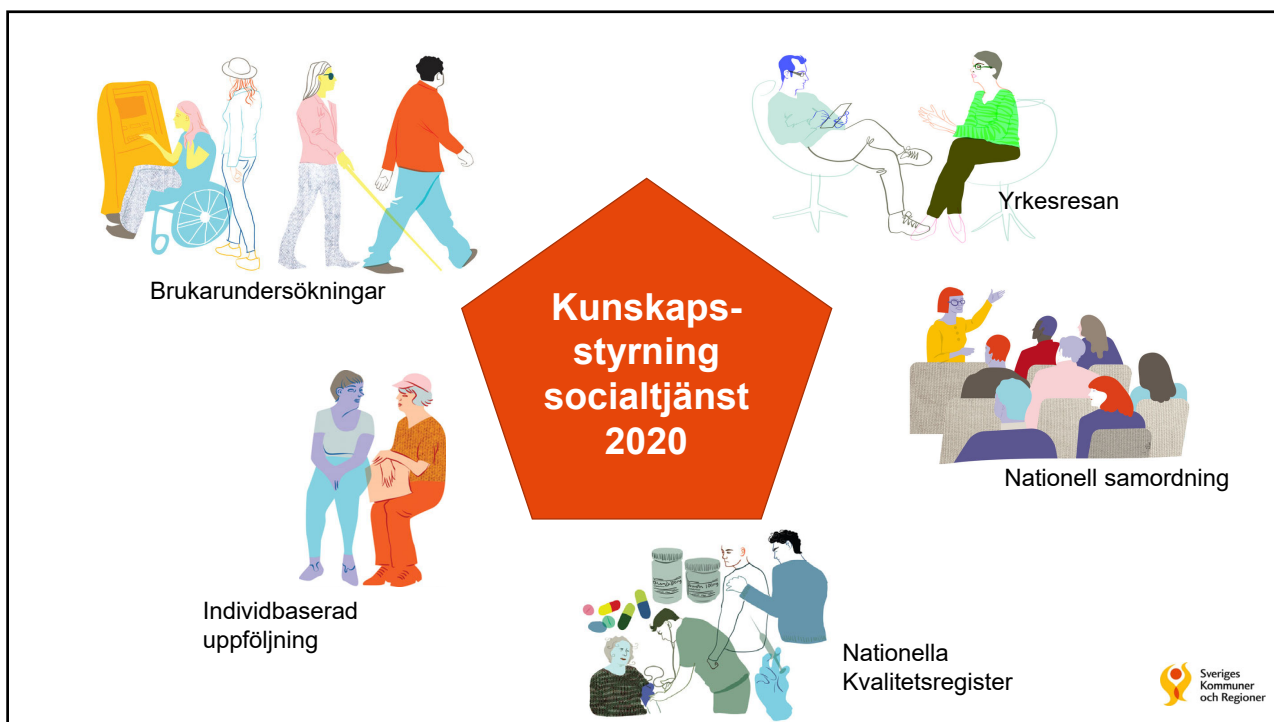 Brukarundersökningar
Yrkesresan
Kunskaps-
styrning
socialtjänst
2020
Nationell samordning
Individbaserad
uppföljning
Nationella
Kvalitetsregister
Sveriges
Kommuner
och Regioner